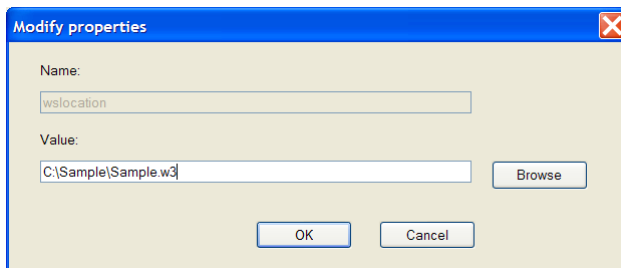 Modify properties
Name:
wslocation
Value:
C:\Sample\Sample.w3
Browse
OK Cancel